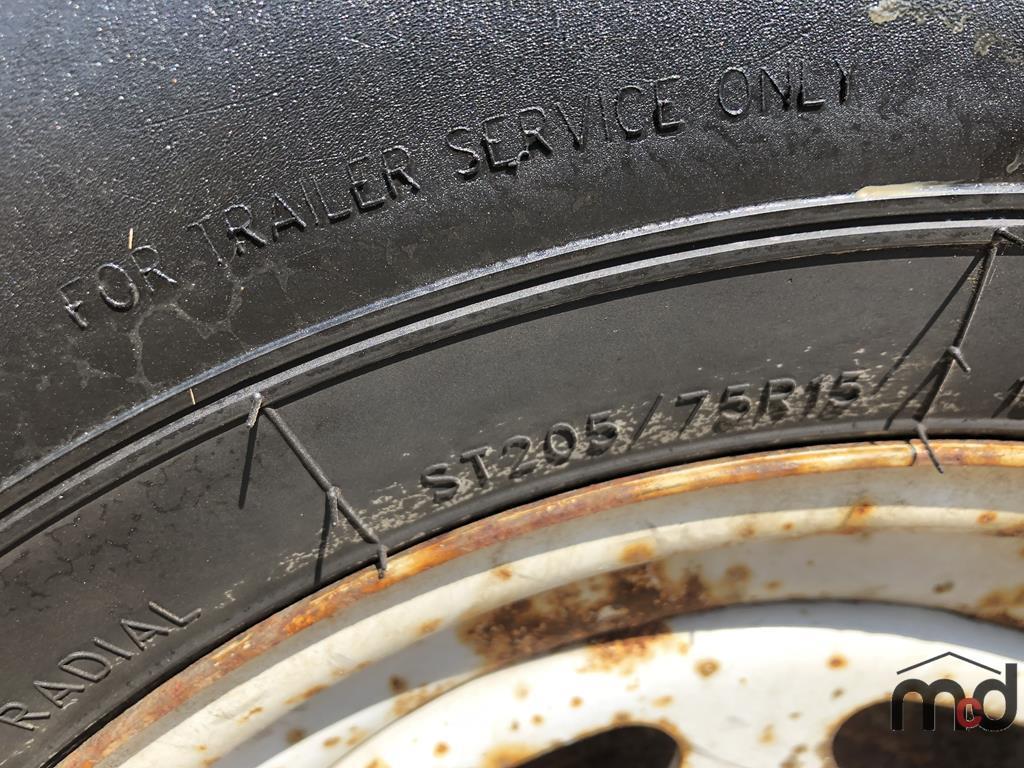 FOR TRAILER SERVICE ONLY
ST205/75R15
RADIAL
mcd